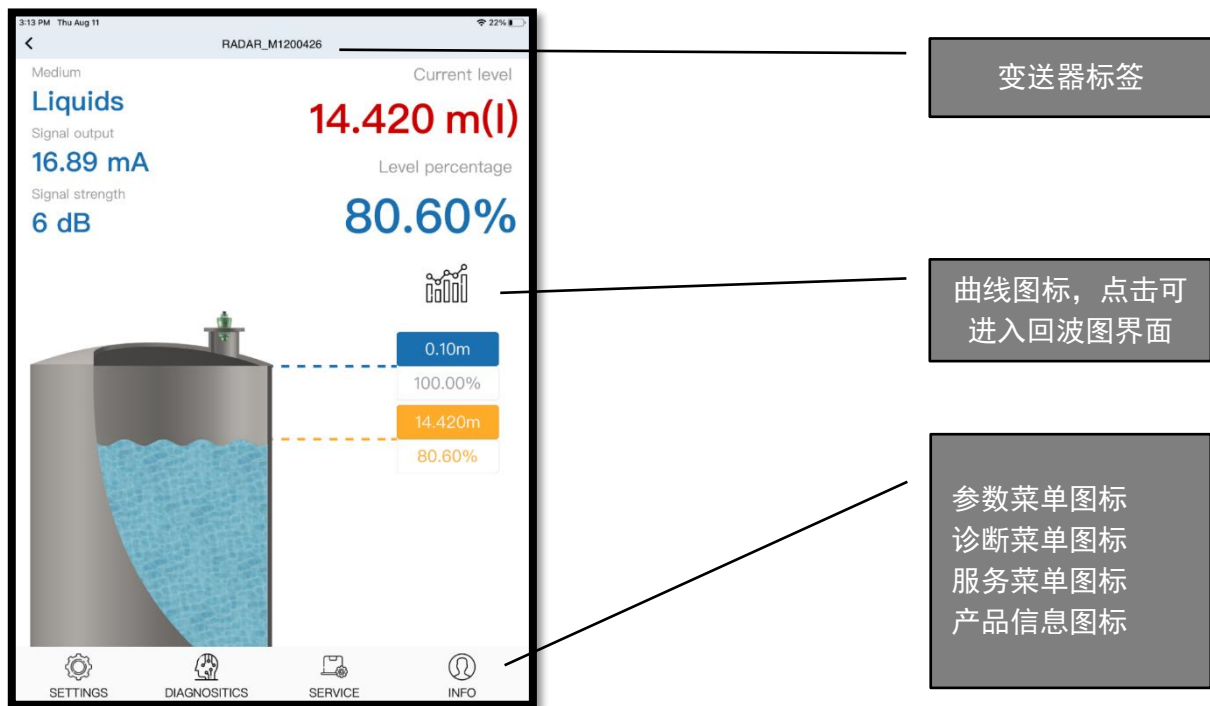 3:13 PM Thu Aug 11
22%
RADAR_M1200426
Medium
Liquids
Signal output
16.89 mA
Signal strength
6 dB
Current level
14.420 m(l)
Level percentage
80.60%
0.10m
100.00%
14.420m
80.60%
SETTINGS
DIAGNOSITICS
SERVICE
INFO
变送器标签
曲线图标，点击可
进入回波图界面
参数菜单图标
诊断菜单图标
服务菜单图标
产品信息图标